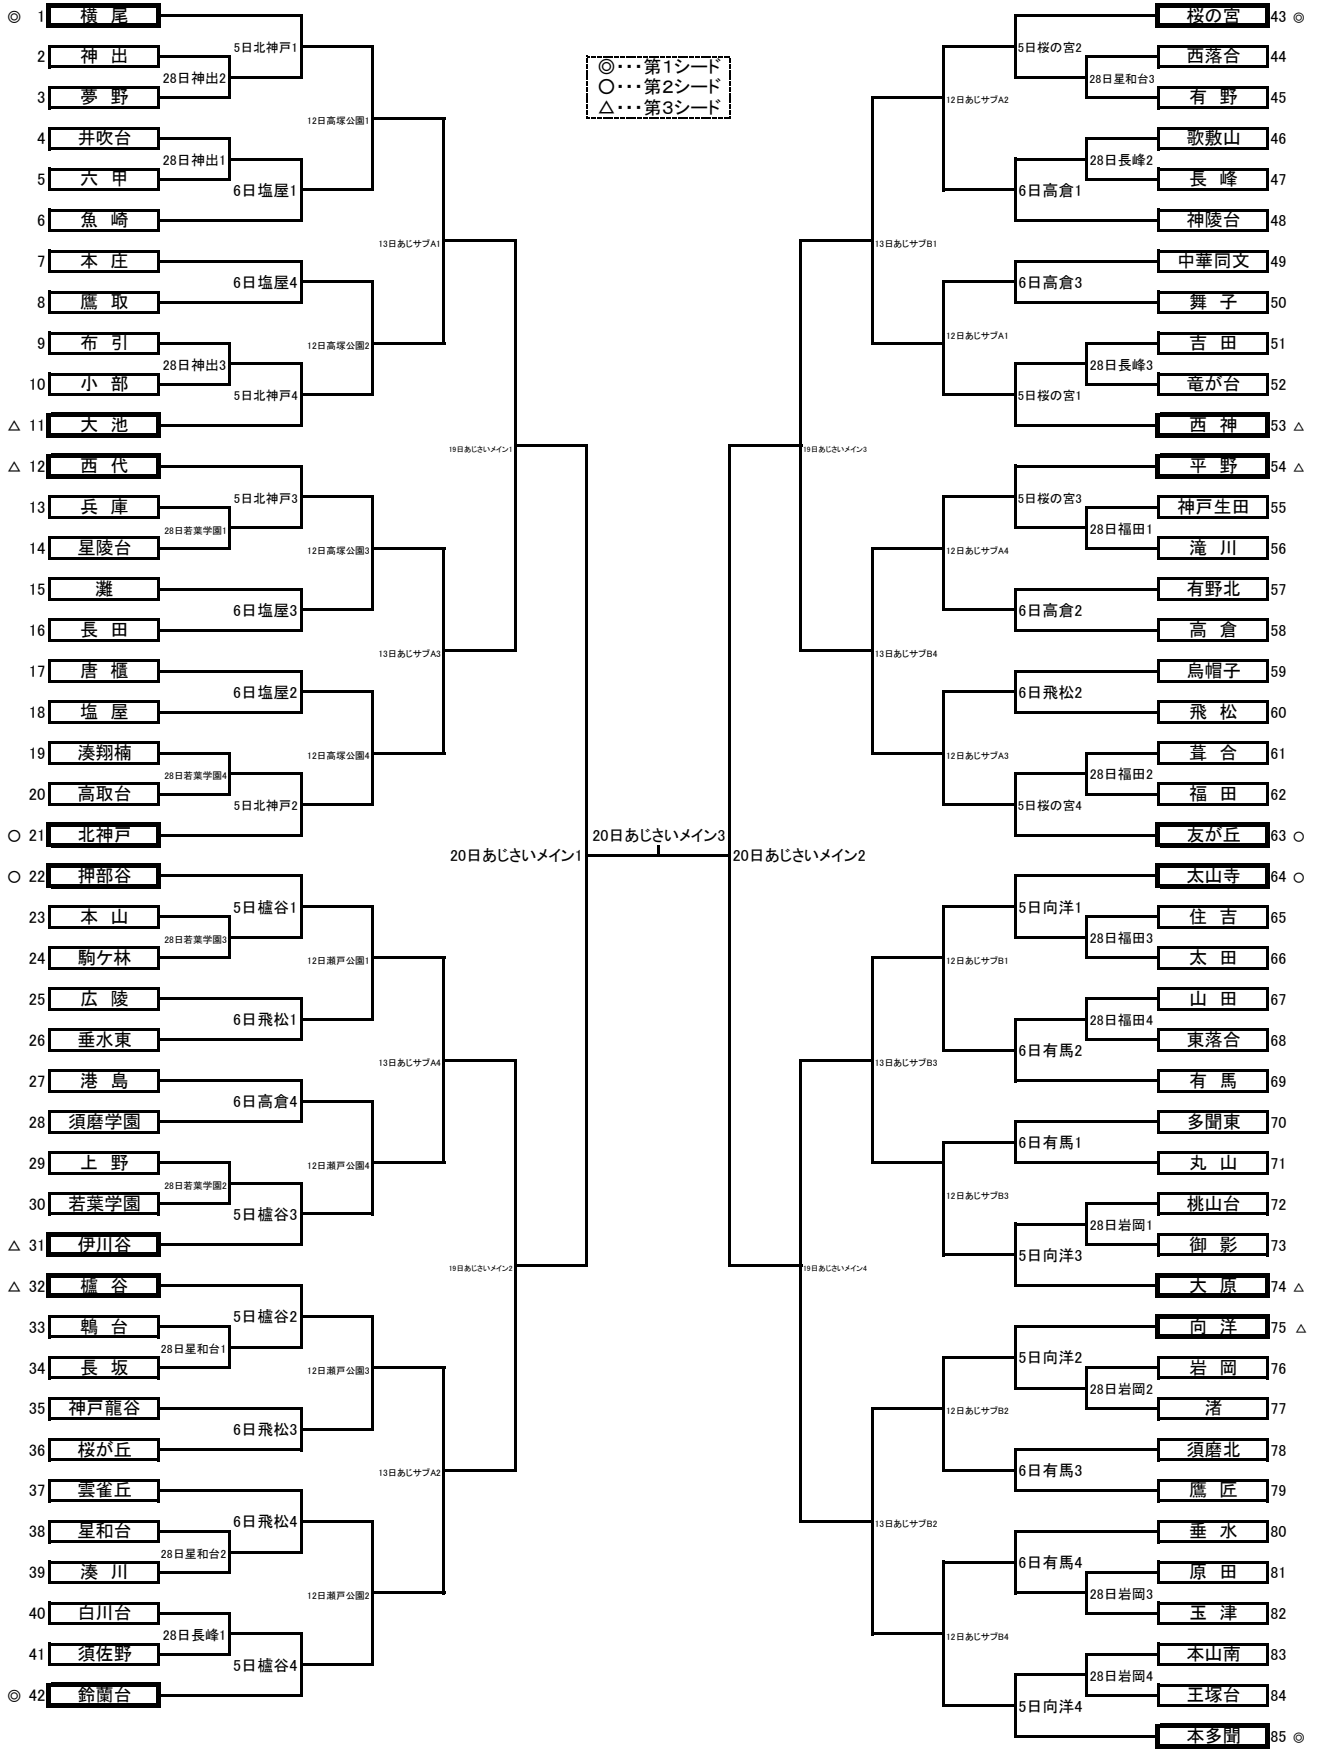 ◎・・・第1シード
○・・・第2シード
△・・・第3シード
◎ 1 横 尾
2 神 出
3 夢 野
4 井吹台
5 六 甲
6 魚 崎
7 本 庄
8 鷹 取
9 布 引
10 小 部
△ 11 大 池
△ 12 西 代
13 兵 庫
14 星陵台
15 灘
16 長 田
17 唐 櫃
18 塩 屋
19 湊翔楠
20 高取台
○ 21 北神戸
○ 22 押部谷
23 本 山
24 駒ケ林
25 広 陵
26 垂水東
27 港 島
28 須磨学園
29 上 野
30 若葉学園
△ 31 伊川谷
△ 32 櫨 谷
33 鵯 台
34 長 坂
35 神戸龍谷
36 桜が丘
37 雲雀丘
38 星和台
39 湊 川
40 白川台
41 須佐野
◎ 42 鈴蘭台
28日神出2
28日神出1
28日神出3
28日若葉学園1
28日若葉学園4
28日若葉学園3
28日若葉学園2
28日星和台1
28日星和台2
28日長峰1
5日北神戸1
6日塩屋1
6日塩屋4
5日北神戸4
5日北神戸3
6日塩屋3
6日塩屋2
5日北神戸2
5日櫨谷1
6日飛松1
6日高倉4
5日櫨谷3
5日櫨谷2
6日飛松3
6日飛松4
5日櫨谷4
12日高塚公園1
12日高塚公園2
12日高塚公園3
12日高塚公園4
12日瀬戸公園1
12日瀬戸公園4
12日瀬戸公園3
12日瀬戸公園2
13日あじサブA1
13日あじサブA3
13日あじサブA4
13日あじサブA2
19日あじさいメイン1
19日あじさいメイン2
20日あじさいメイン1
20日あじさいメイン3
20日あじさいメイン2
19日あじさいメイン3
19日あじさいメイン4
13日あじサブB1
13日あじサブB4
13日あじサブB3
13日あじサブB2
12日あじサブA2
12日あじサブA1
12日あじサブA4
12日あじサブA3
12日あじサブB1
12日あじサブB3
12日あじサブB2
12日あじサブB4
5日桜の宮2
6日高倉1
6日高倉3
5日桜の宮1
5日桜の宮3
6日高倉2
6日飛松2
5日桜の宮4
5日向洋1
6日有馬2
6日有馬1
5日向洋3
5日向洋2
6日有馬3
6日有馬4
5日向洋4
28日星和台3
28日長峰2
28日長峰3
28日福田1
28日福田2
28日福田3
28日福田4
28日岩岡1
28日岩岡2
28日岩岡3
28日岩岡4
桜の宮 43 ◎
西落合 44
有 野 45
歌敷山 46
長 峰 47
神陵台 48
中華同文 49
舞 子 50
吉 田 51
竜が台 52
西 神 53 △
平 野 54 △
神戸生田 55
滝 川 56
有野北 57
高 倉 58
烏帽子 59
飛 松 60
葺 合 61
福 田 62
友が丘 63 ○
太山寺 64 ○
住 吉 65
太 田 66
山 田 67
東落合 68
有 馬 69
多聞東 70
丸 山 71
桃山台 72
御 影 73
大 原 74 △
向 洋 75 △
岩 岡 76
渚 77
須磨北 78
鷹 匠 79
垂 水 80
原 田 81
玉 津 82
本山南 83
王塚台 84
本多聞 85 ◎